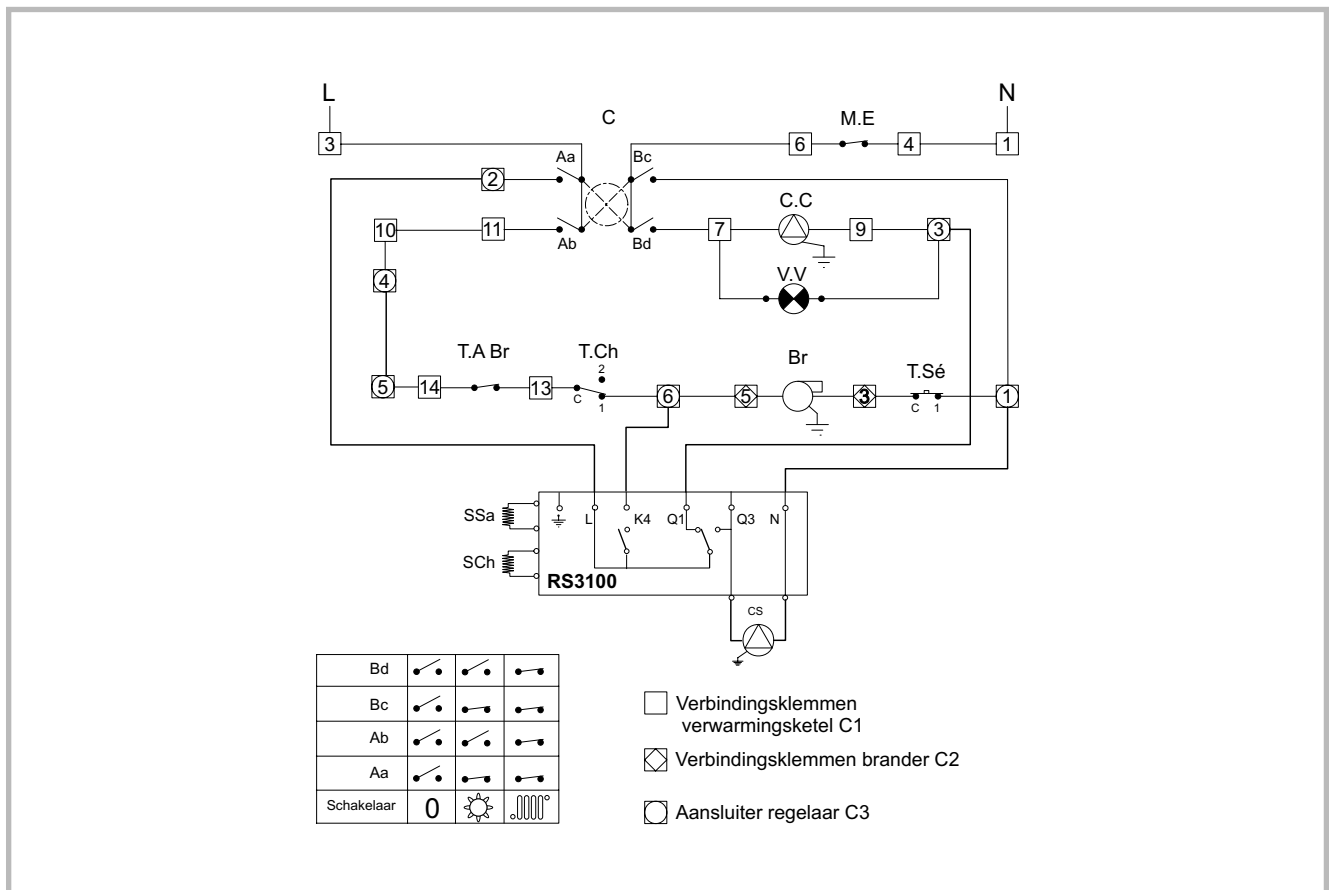 L
N
C
M.E
3
Aa
Bc
6
4
1
2
C.C
10
11
Ab
Bd
7
9
3
4
V.V
T.A Br
T.Ch
Br
T.Sé
2
5
14
13
C
1
6
5
3
C
1
1
SSa
SCh
L
K4
Q1
Q3
N
RS3100
CS
Bd
Bc
Ab
Aa
Schakelaar
0
Verbindingsklemmen
verwarmingsketel C1
Verbindingsklemmen brander C2
Aansluiter regelaar C3